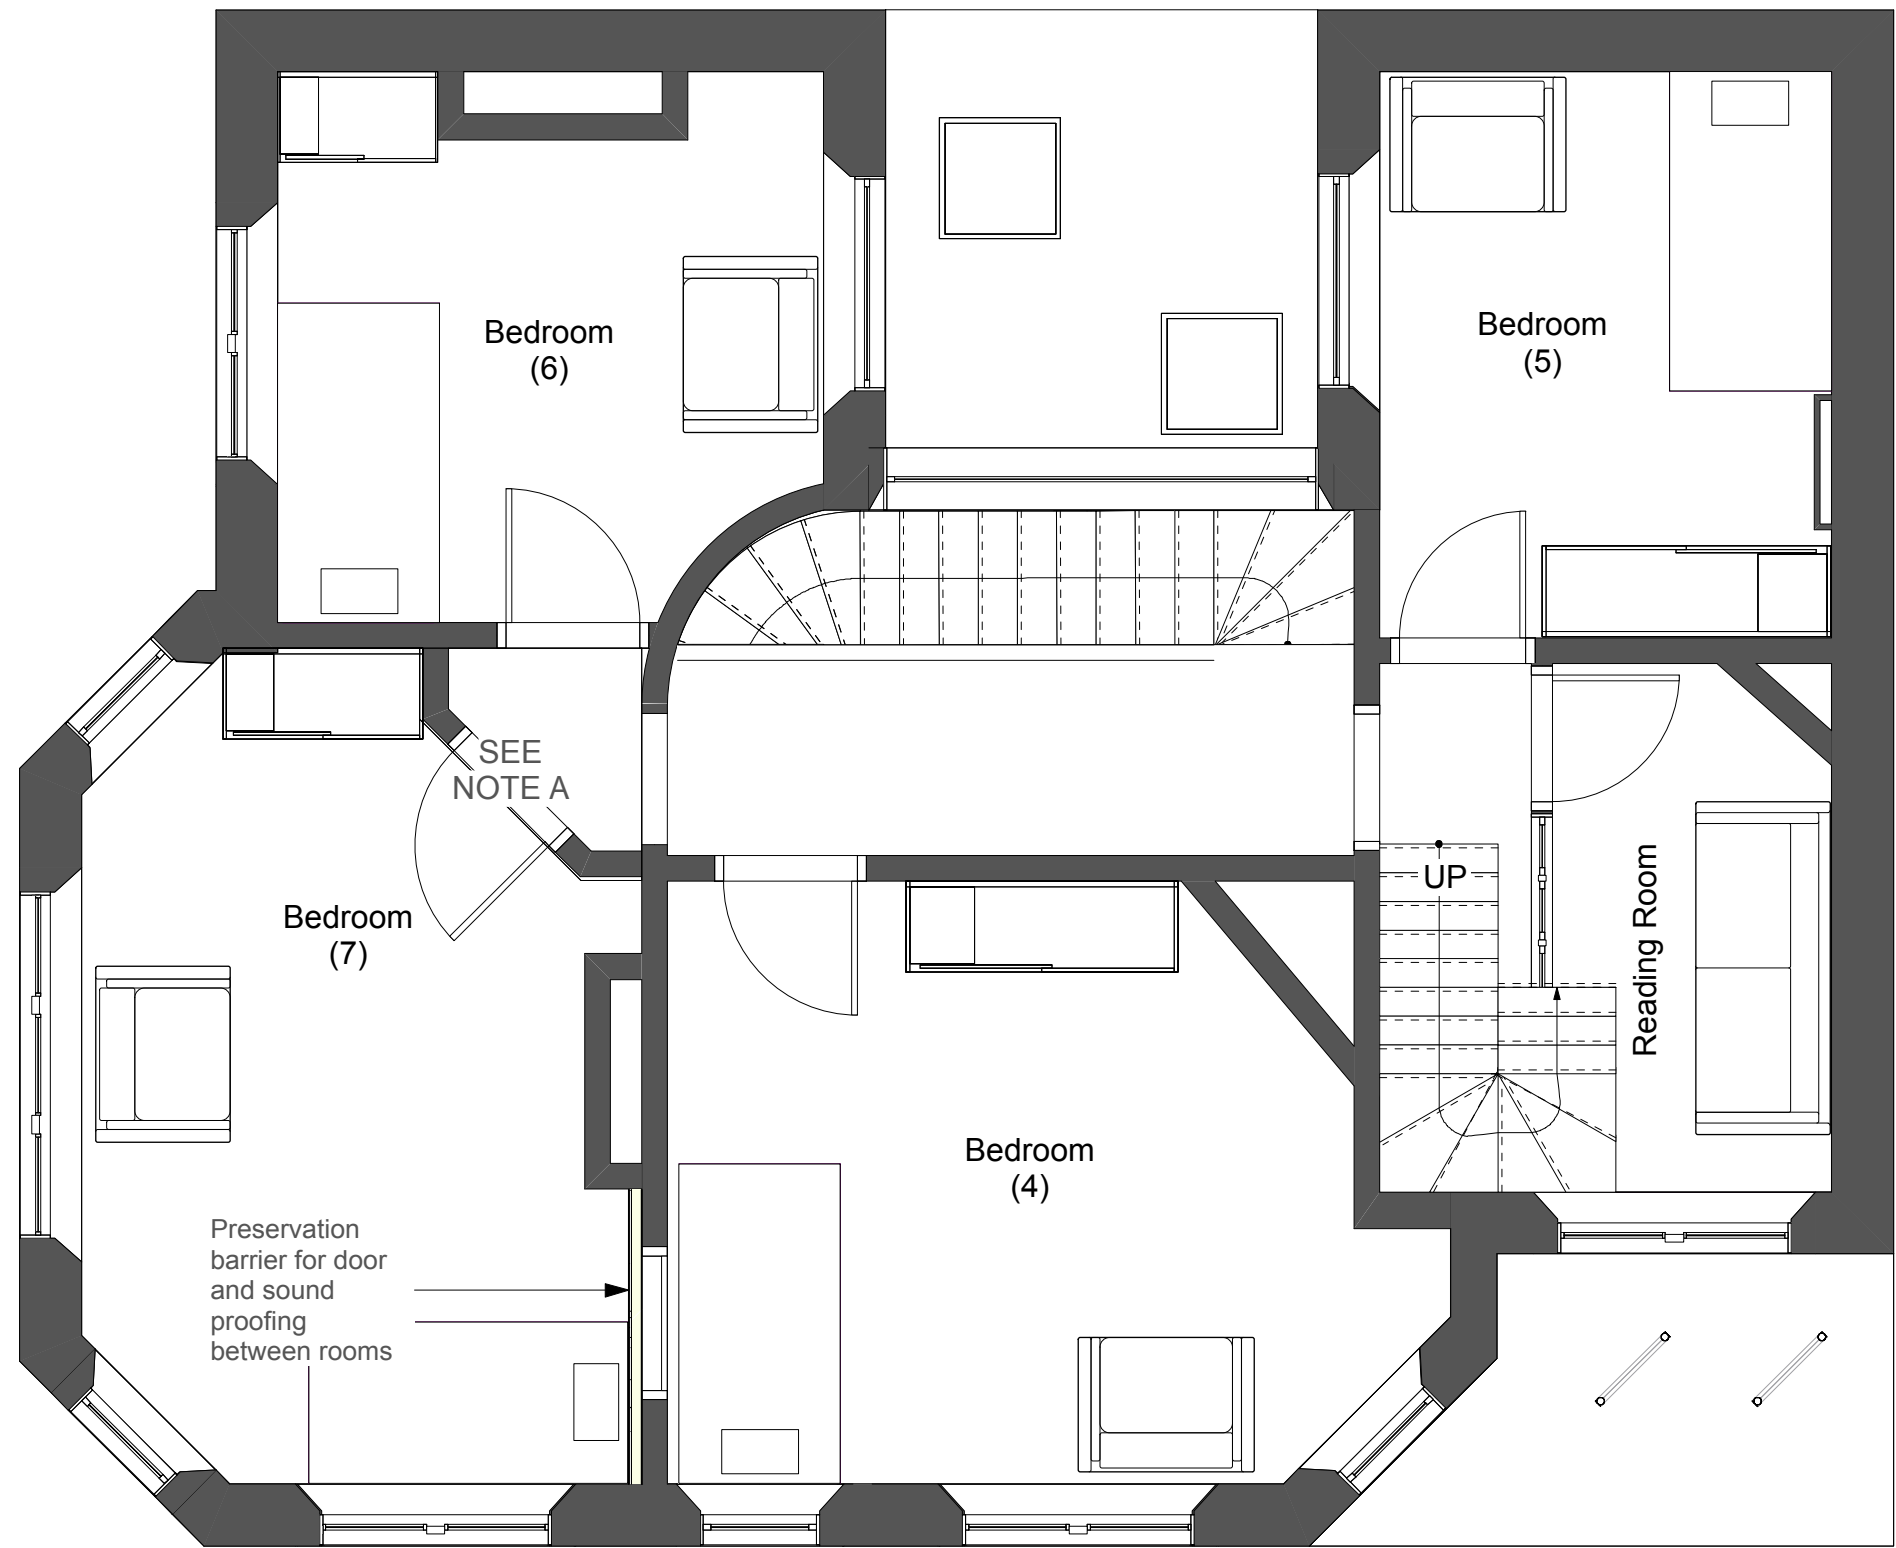 Bedroom
(6)
Bedroom
(5)
SEE
NOTE A
UP
Reading Room
Bedroom
(7)
Bedroom
(4)
Preservation
barrier for door
and sound
proofing
between rooms